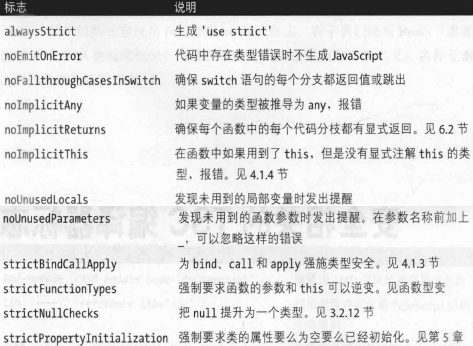 标志 说明
alwaysStrict 生成 'use strict'
noEmitOnError 代码中存在类型错误时不生成 JavaScript
noFallthroughCasesInSwitch 确保 switch 语句的每个分支都返回值或跳出
noImplicitAny 如果变量的类型被推导为 any，报错
noImplicitReturns 确保每个函数中的每个代码分枝都有显式返回。见 6.2 节
noImplicitThis 在函数中如果用到了 this，但是没有显式注解 this 的类
型，报错。见 4.1.4 节
noUnusedLocals 发现未用到的局部变量时发出提醒
noUnusedParameters 发现未用到的函数参数时发出提醒。在参数名称前加上
_，可以忽略这样的错误
strictBindCallApply 为 bind、call 和 apply 强施类型安全。见 4.1.3 节
strictFunctionTypes 强制要求函数的参数和 this 可以逆变。见函数型变
strictNullChecks 把 null 提升为一个类型。见 3.2.12 节
strictPropertyInitialization 强制要求类的属性要么为空要么已经初始化。见第 5 章